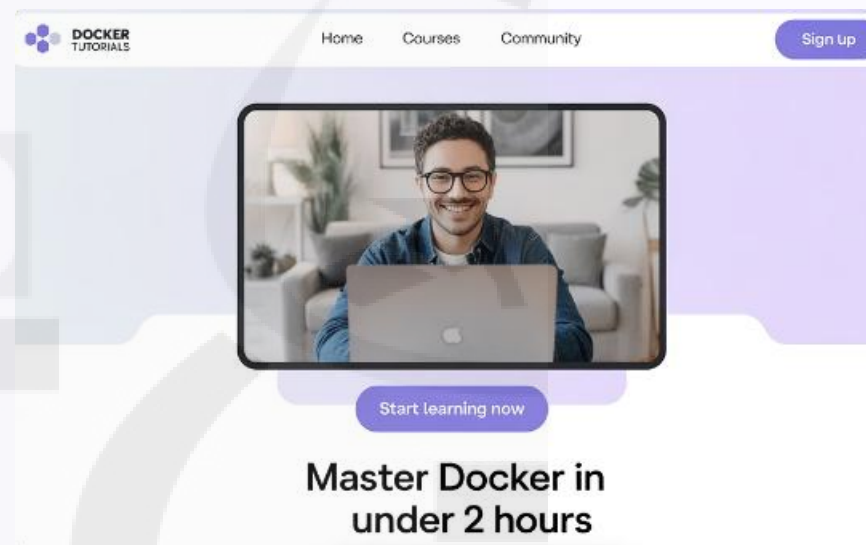 DOCKER
TUTORIALS
Home Courses Community
Sign up
Start learning now
Master Docker in
under 2 hours